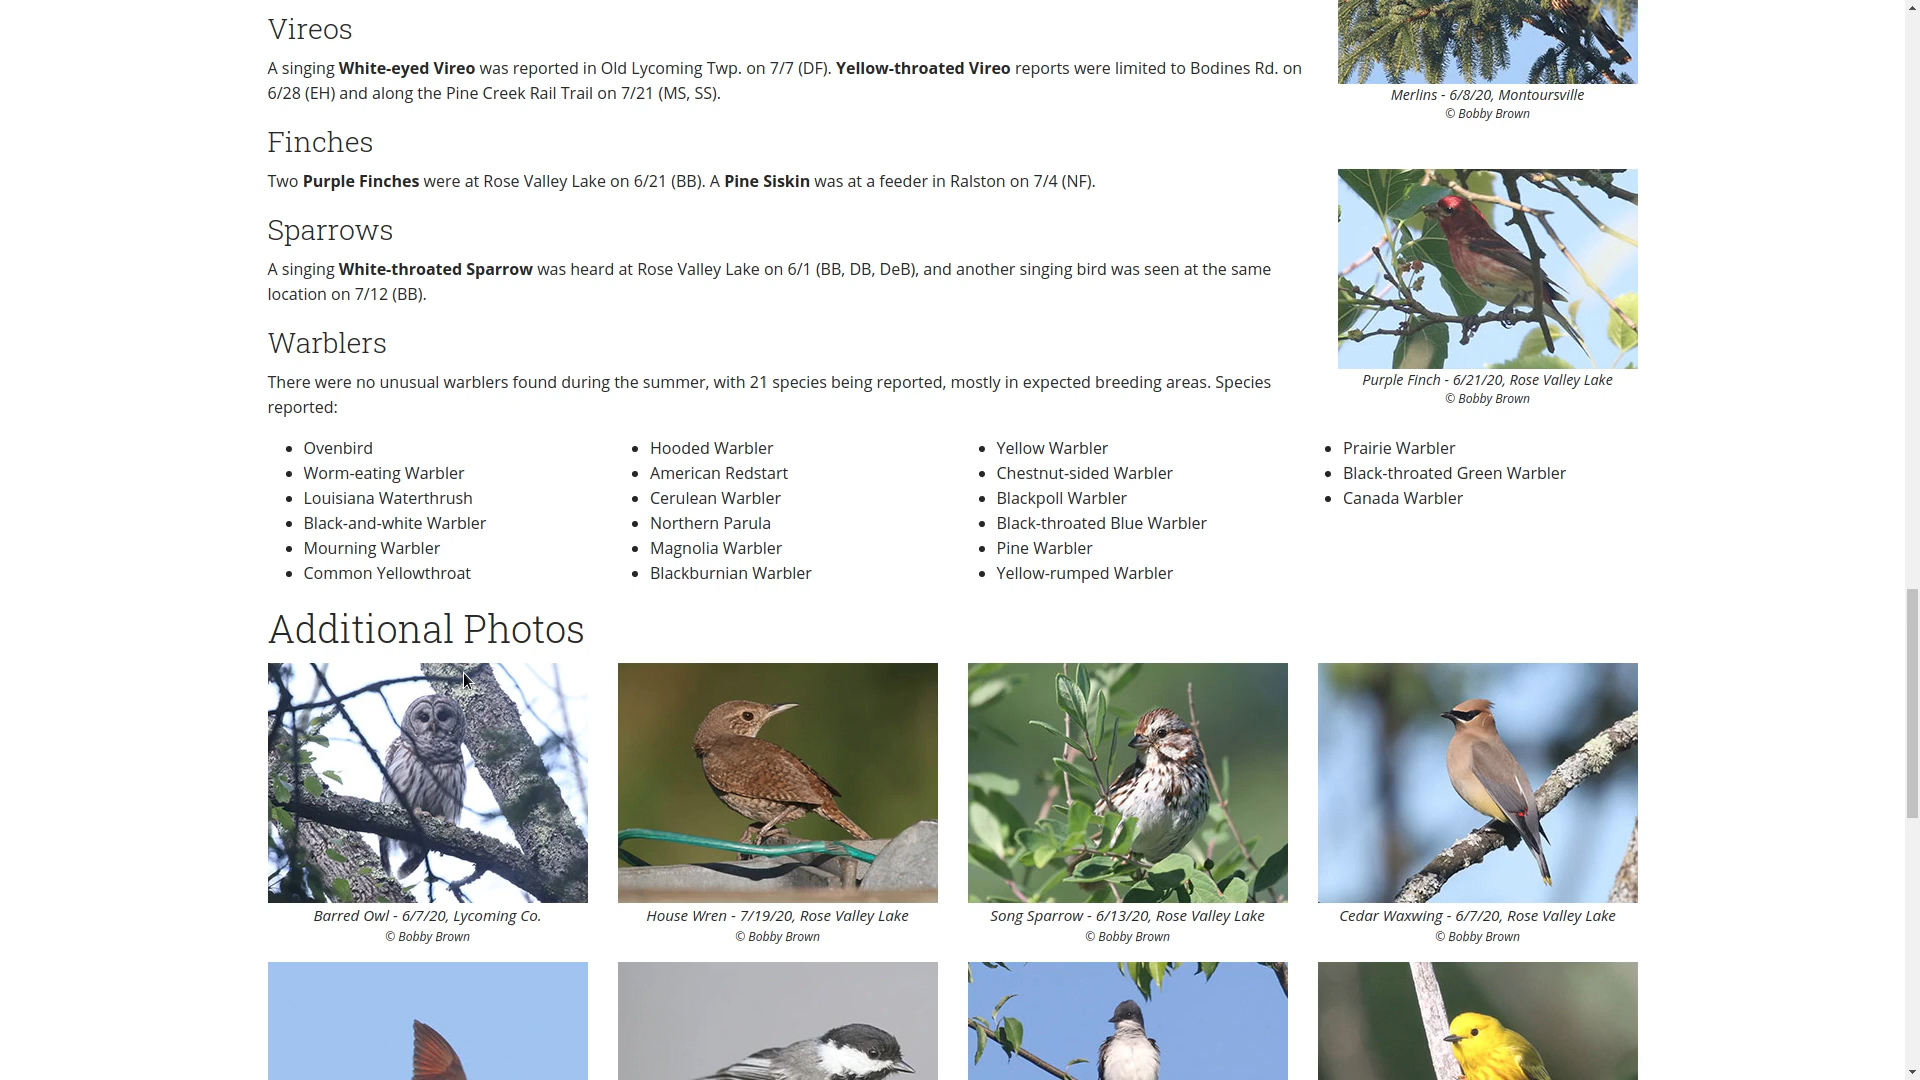 Vireos
A singing White-eyed Vireo was reported in Old Lycoming Twp. on 7/7 (DF). Yellow-throated Vireo reports were limited to Bodines Rd. on
6/28 (EH) and along the Pine Creek Rail Trail on 7/21 (MS, SS).
Merlins - 6/8/20, Montoursville
© Bobby Brown
Finches
Two Purple Finches were at Rose Valley Lake on 6/21 (BB). A Pine Siskin was at a feeder in Ralston on 7/4 (NF).
Sparrows
A singing White-throated Sparrow was heard at Rose Valley Lake on 6/1 (BB, DB, DeB), and another singing bird was seen at the same
location on 7/12 (BB).
Purple Finch - 6/21/20, Rose Valley Lake
© Bobby Brown
Warblers
There were no unusual warblers found during the summer, with 21 species being reported, mostly in expected breeding areas. Species
reported:
Ovenbird
Worm-eating Warbler
Louisiana Waterthrush
Black-and-white Warbler
Mourning Warbler
Common Yellowthroat
Hooded Warbler
American Redstart
Cerulean Warbler
Northern Parula
Magnolia Warbler
Blackburnian Warbler
Yellow Warbler
Chestnut-sided Warbler
Blackpoll Warbler
Black-throated Blue Warbler
Pine Warbler
Yellow-rumped Warbler
Prairie Warbler
Black-throated Green Warbler
Canada Warbler
Additional Photos
Barred Owl - 6/7/20, Lycoming Co.
© Bobby Brown
House Wren - 7/19/20, Rose Valley Lake
© Bobby Brown
Song Sparrow - 6/13/20, Rose Valley Lake
© Bobby Brown
Cedar Waxwing - 6/7/20, Rose Valley Lake
© Bobby Brown